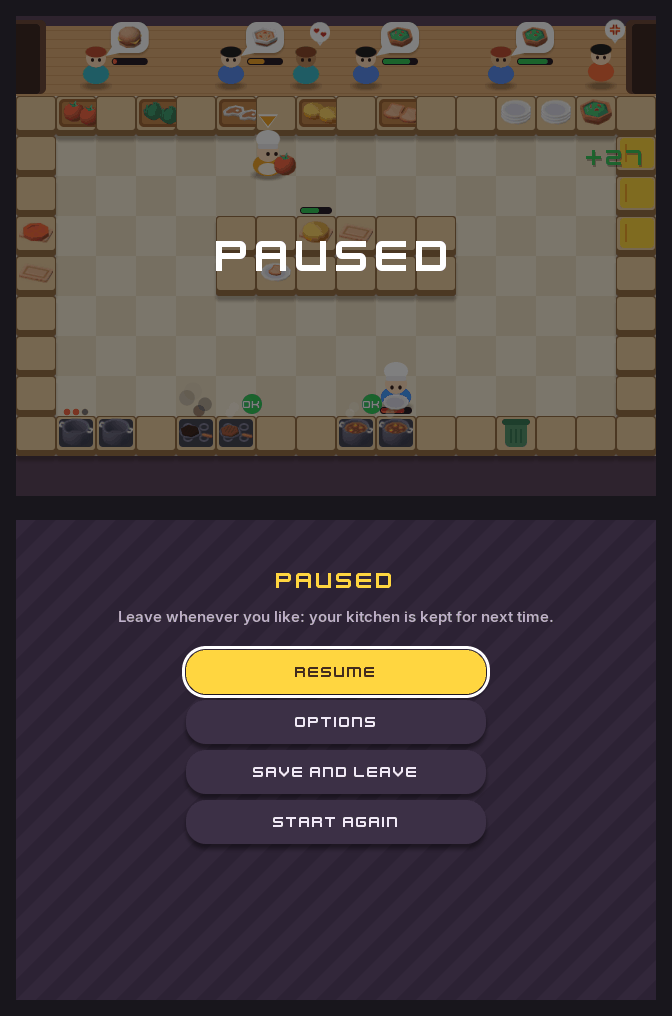 +27
PAUSED
OK
OK
PAUSED
Leave whenever you like: your kitchen is kept for next time.
RESUME
OPTIONS
SAVE AND LEAVE
START AGAIN